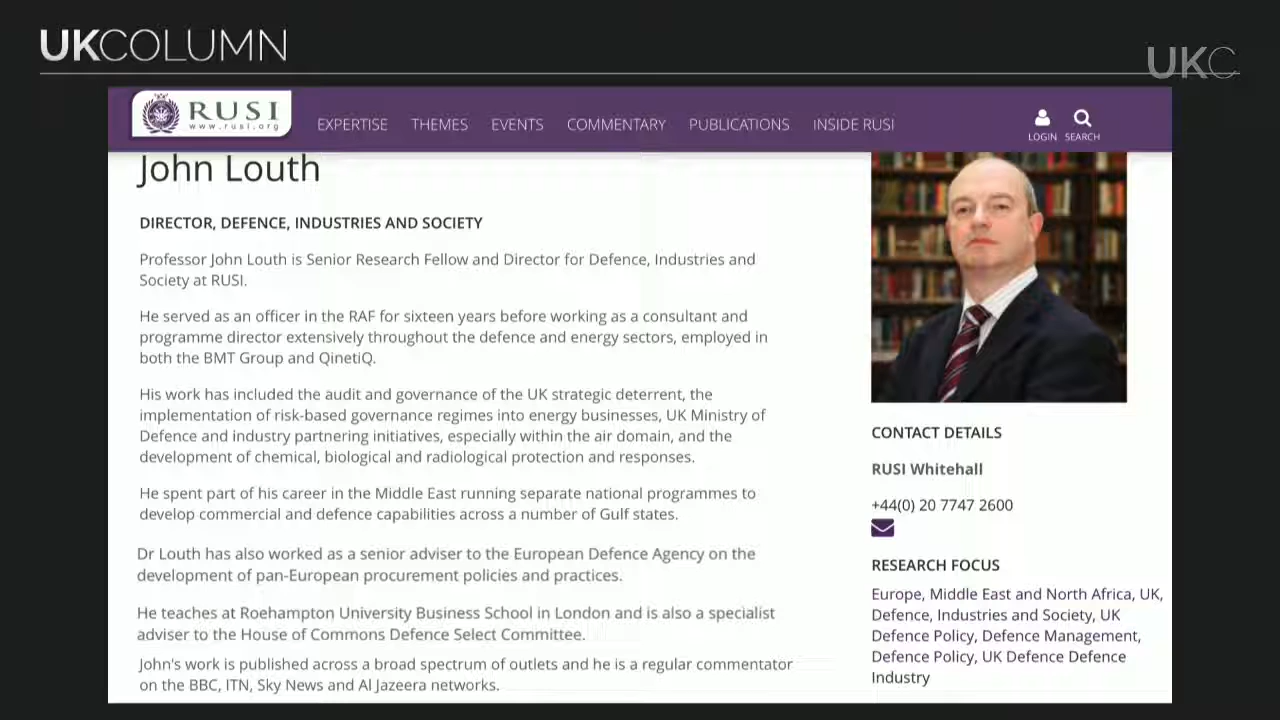 UKCOLUMN
UKC
RUSI
www.rusi.org
EXPERTISE THEMES EVENTS COMMENTARY PUBLICATIONS INSIDE RUSI
LOGIN SEARCH
John Louth
DIRECTOR, DEFENCE, INDUSTRIES AND SOCIETY
Professor John Louth is Senior Research Fellow and Director for Defence, Industries and
Society at RUSI.
He served as an officer in the RAF for sixteen years before working as a consultant and
programme director extensively throughout the defence and energy sectors, employed in
both the BMT Group and QinetiQ.
His work has included the audit and governance of the UK strategic deterrent, the
implementation of risk-based governance regimes into energy businesses, UK Ministry of
Defence and industry partnering initiatives, especially within the air domain, and the
development of chemical, biological and radiological protection and responses.
He spent part of his career in the Middle East running separate national programmes to
develop commercial and defence capabilities across a number of Gulf states.
Dr Louth has also worked as a senior adviser to the European Defence Agency on the
development of pan-European procurement policies and practices.
He teaches at Roehampton University Business School in London and is also a specialist
adviser to the House of Commons Defence Select Committee.
John's work is published across a broad spectrum of outlets and he is a regular commentator
on the BBC, ITN, Sky News and Al Jazeera networks.
CONTACT DETAILS
RUSI Whitehall
+44(0) 20 7747 2600
RESEARCH FOCUS
Europe, Middle East and North Africa, UK,
Defence, Industries and Society, UK
Defence Policy, Defence Management,
Defence Policy, UK Defence Defence
Industry